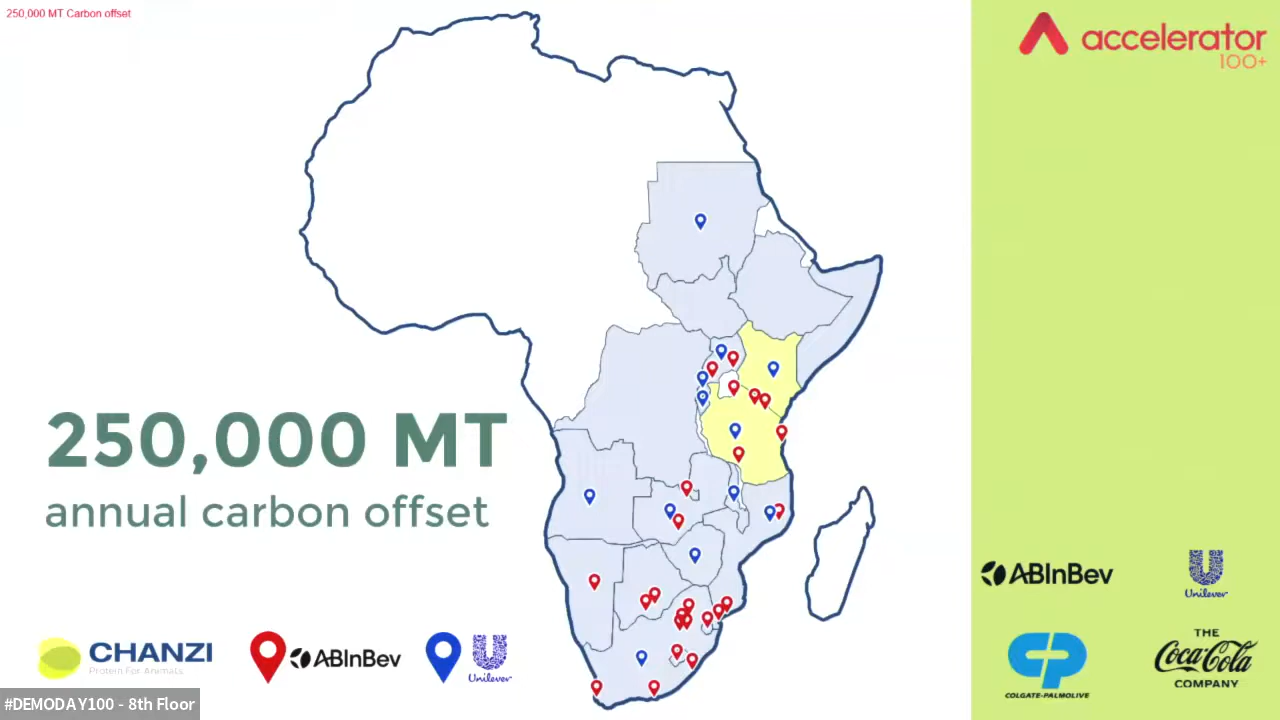 250,000 MT Carbon offset
accelerator
100+
250,000 MT
annual carbon offset
CHANZI
Protein For Animals
ABInBev
Unilever
ABInBev
Unilever
COLGATE-PALMOLIVE
THE
Coca-Cola
COMPANY
#DEMODAY100 - 8th Floor